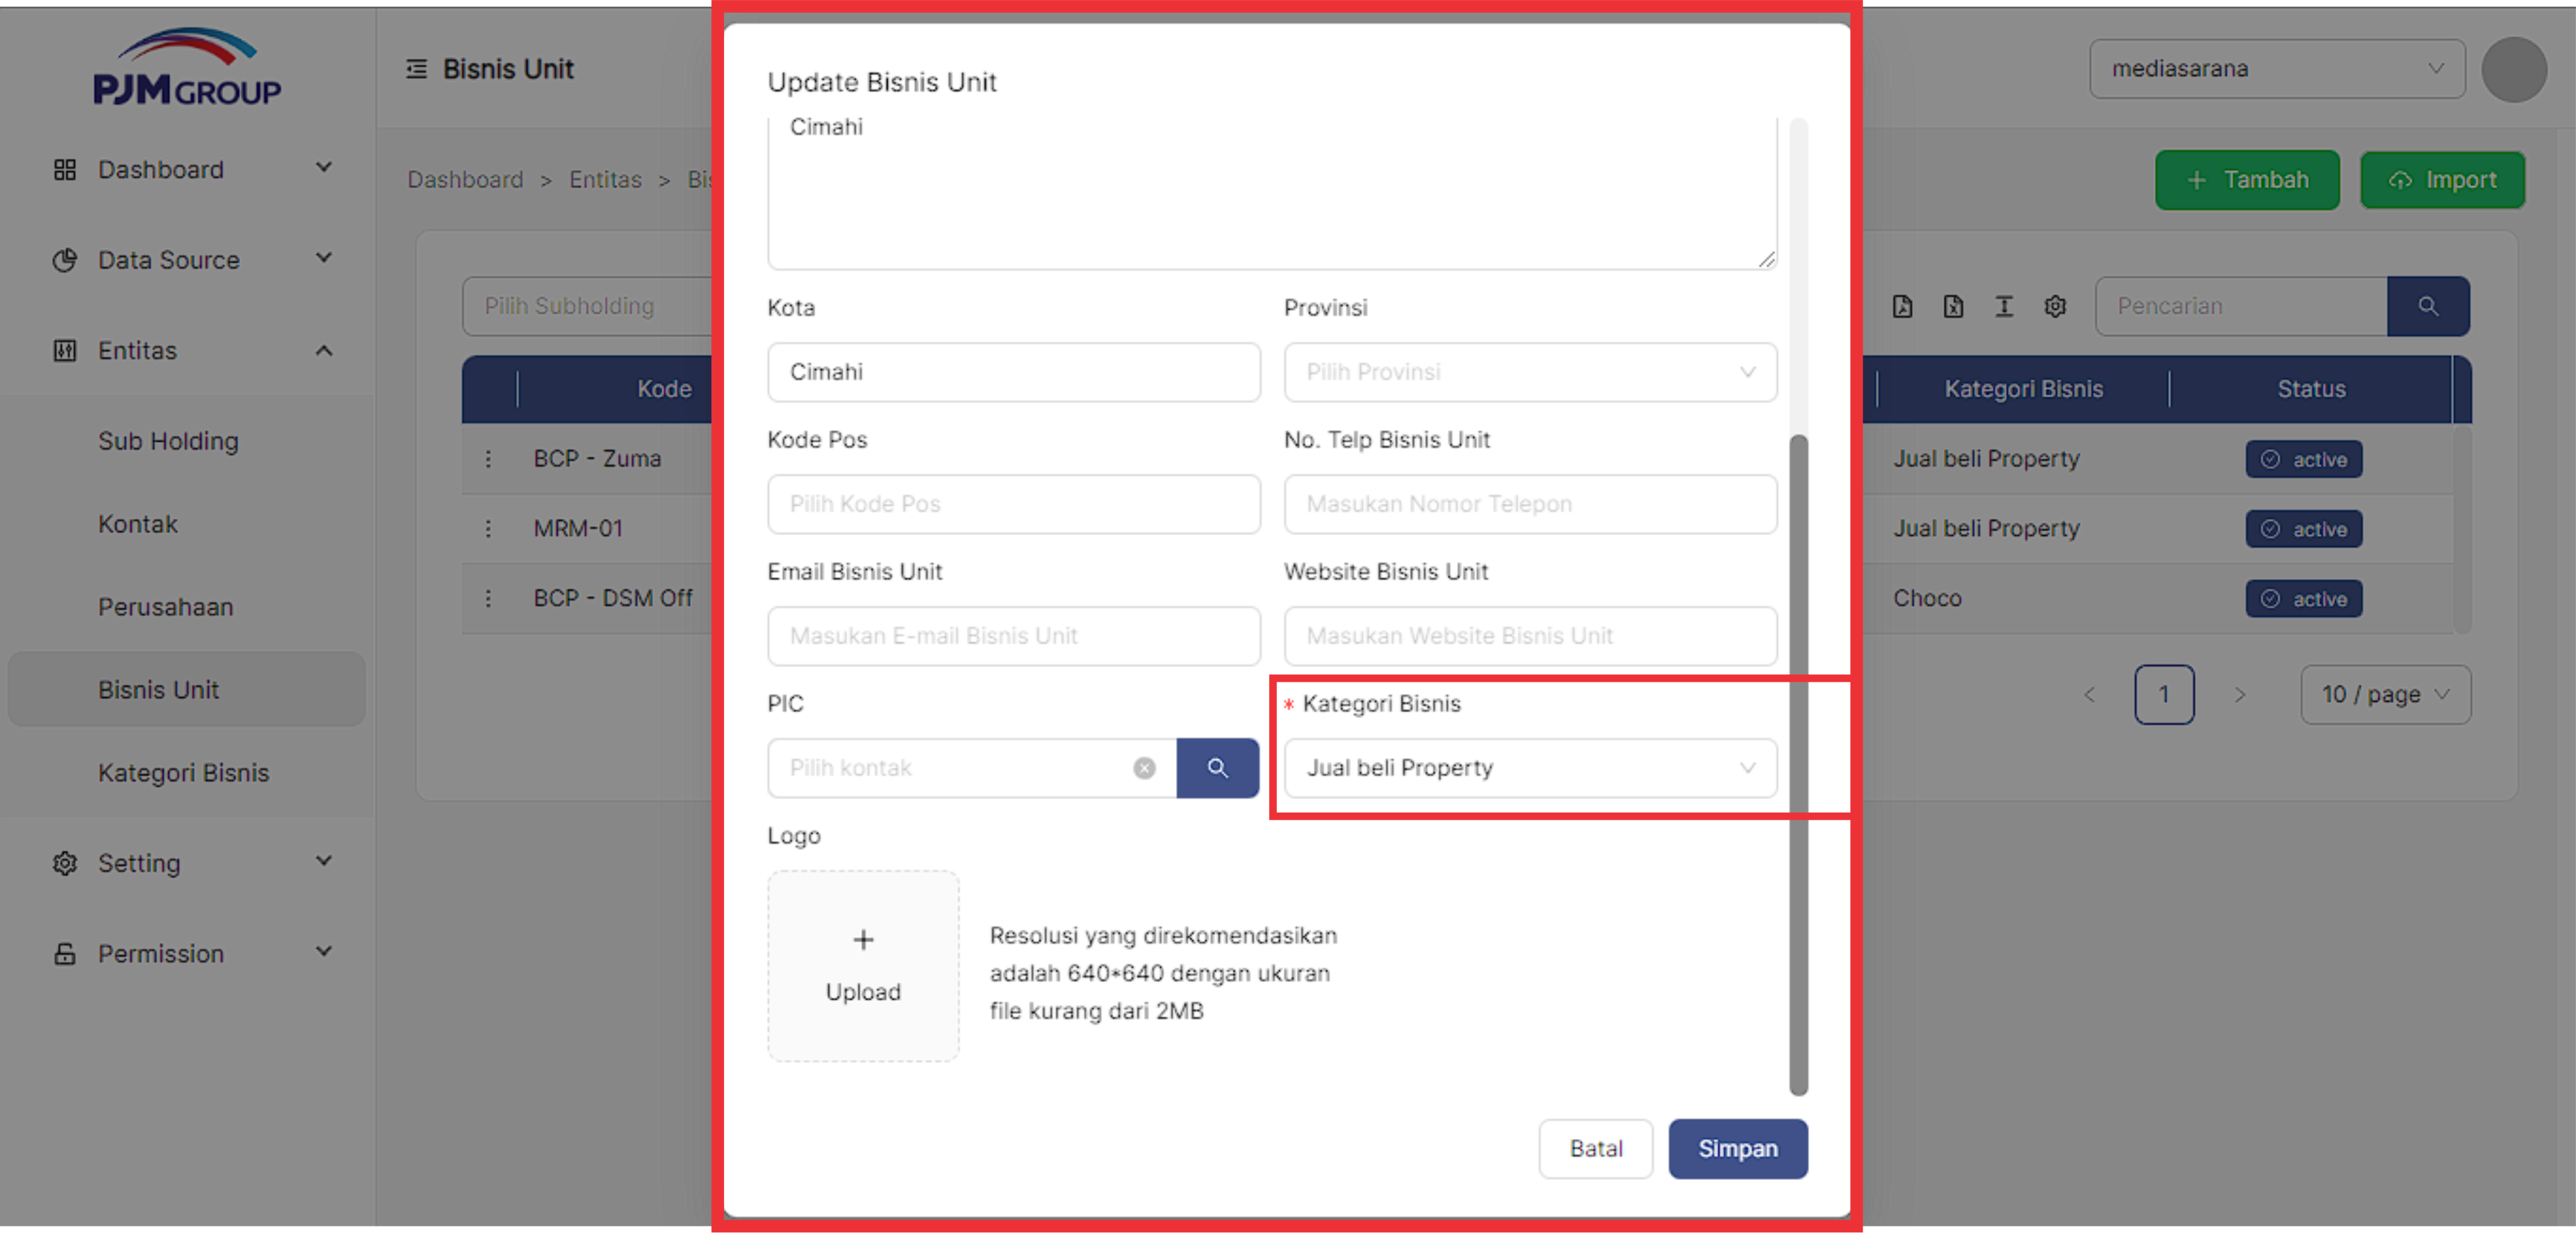 PJM GROUP
Dashboard
Data Source
Entitas
Sub Holding
Kontak
Perusahaan
Bisnis Unit
Kategori Bisnis
Setting
Permission
Bisnis Unit
mediasarana
Dashboard > Entitas >
+ Tambah
Import
Pilih Subholding
Pencarian
Kode
Kategori Bisnis
Status
BCP - Zuma
Jual beli Property
active
MRM-01
Jual beli Property
active
BCP - DSM Off
Choco
active
< 1 >
10 / page
Update Bisnis Unit
Cimahi
Kota
Provinsi
Cimahi
Pilih Provinsi
Kode Pos
No. Telp Bisnis Unit
Pilih Kode Pos
Masukan Nomor Telepon
Email Bisnis Unit
Website Bisnis Unit
Masukan E-mail Bisnis Unit
Masukan Website Bisnis Unit
PIC
* Kategori Bisnis
Pilih kontak
Jual beli Property
Logo
+
Upload
Resolusi yang direkomendasikan
adalah 640*640 dengan ukuran
file kurang dari 2MB
Batal
Simpan